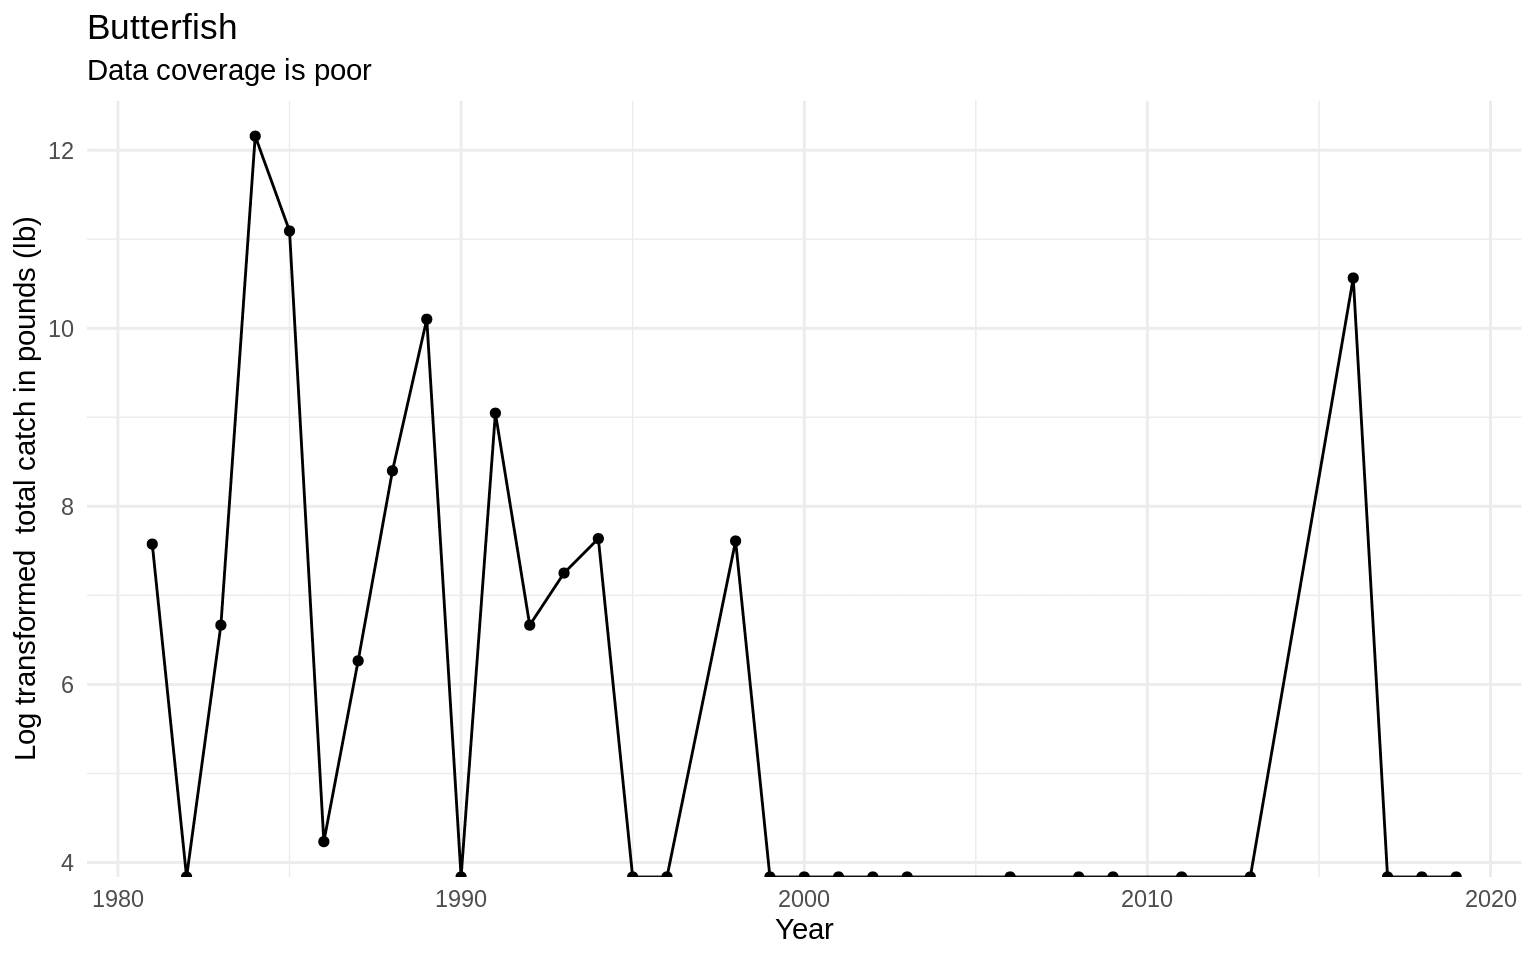 Butterfish
Data coverage is poor
Log transformed  total catch in pounds (lb)
12
10
8
6
4
1980 1990 2000 2010 2020
Year